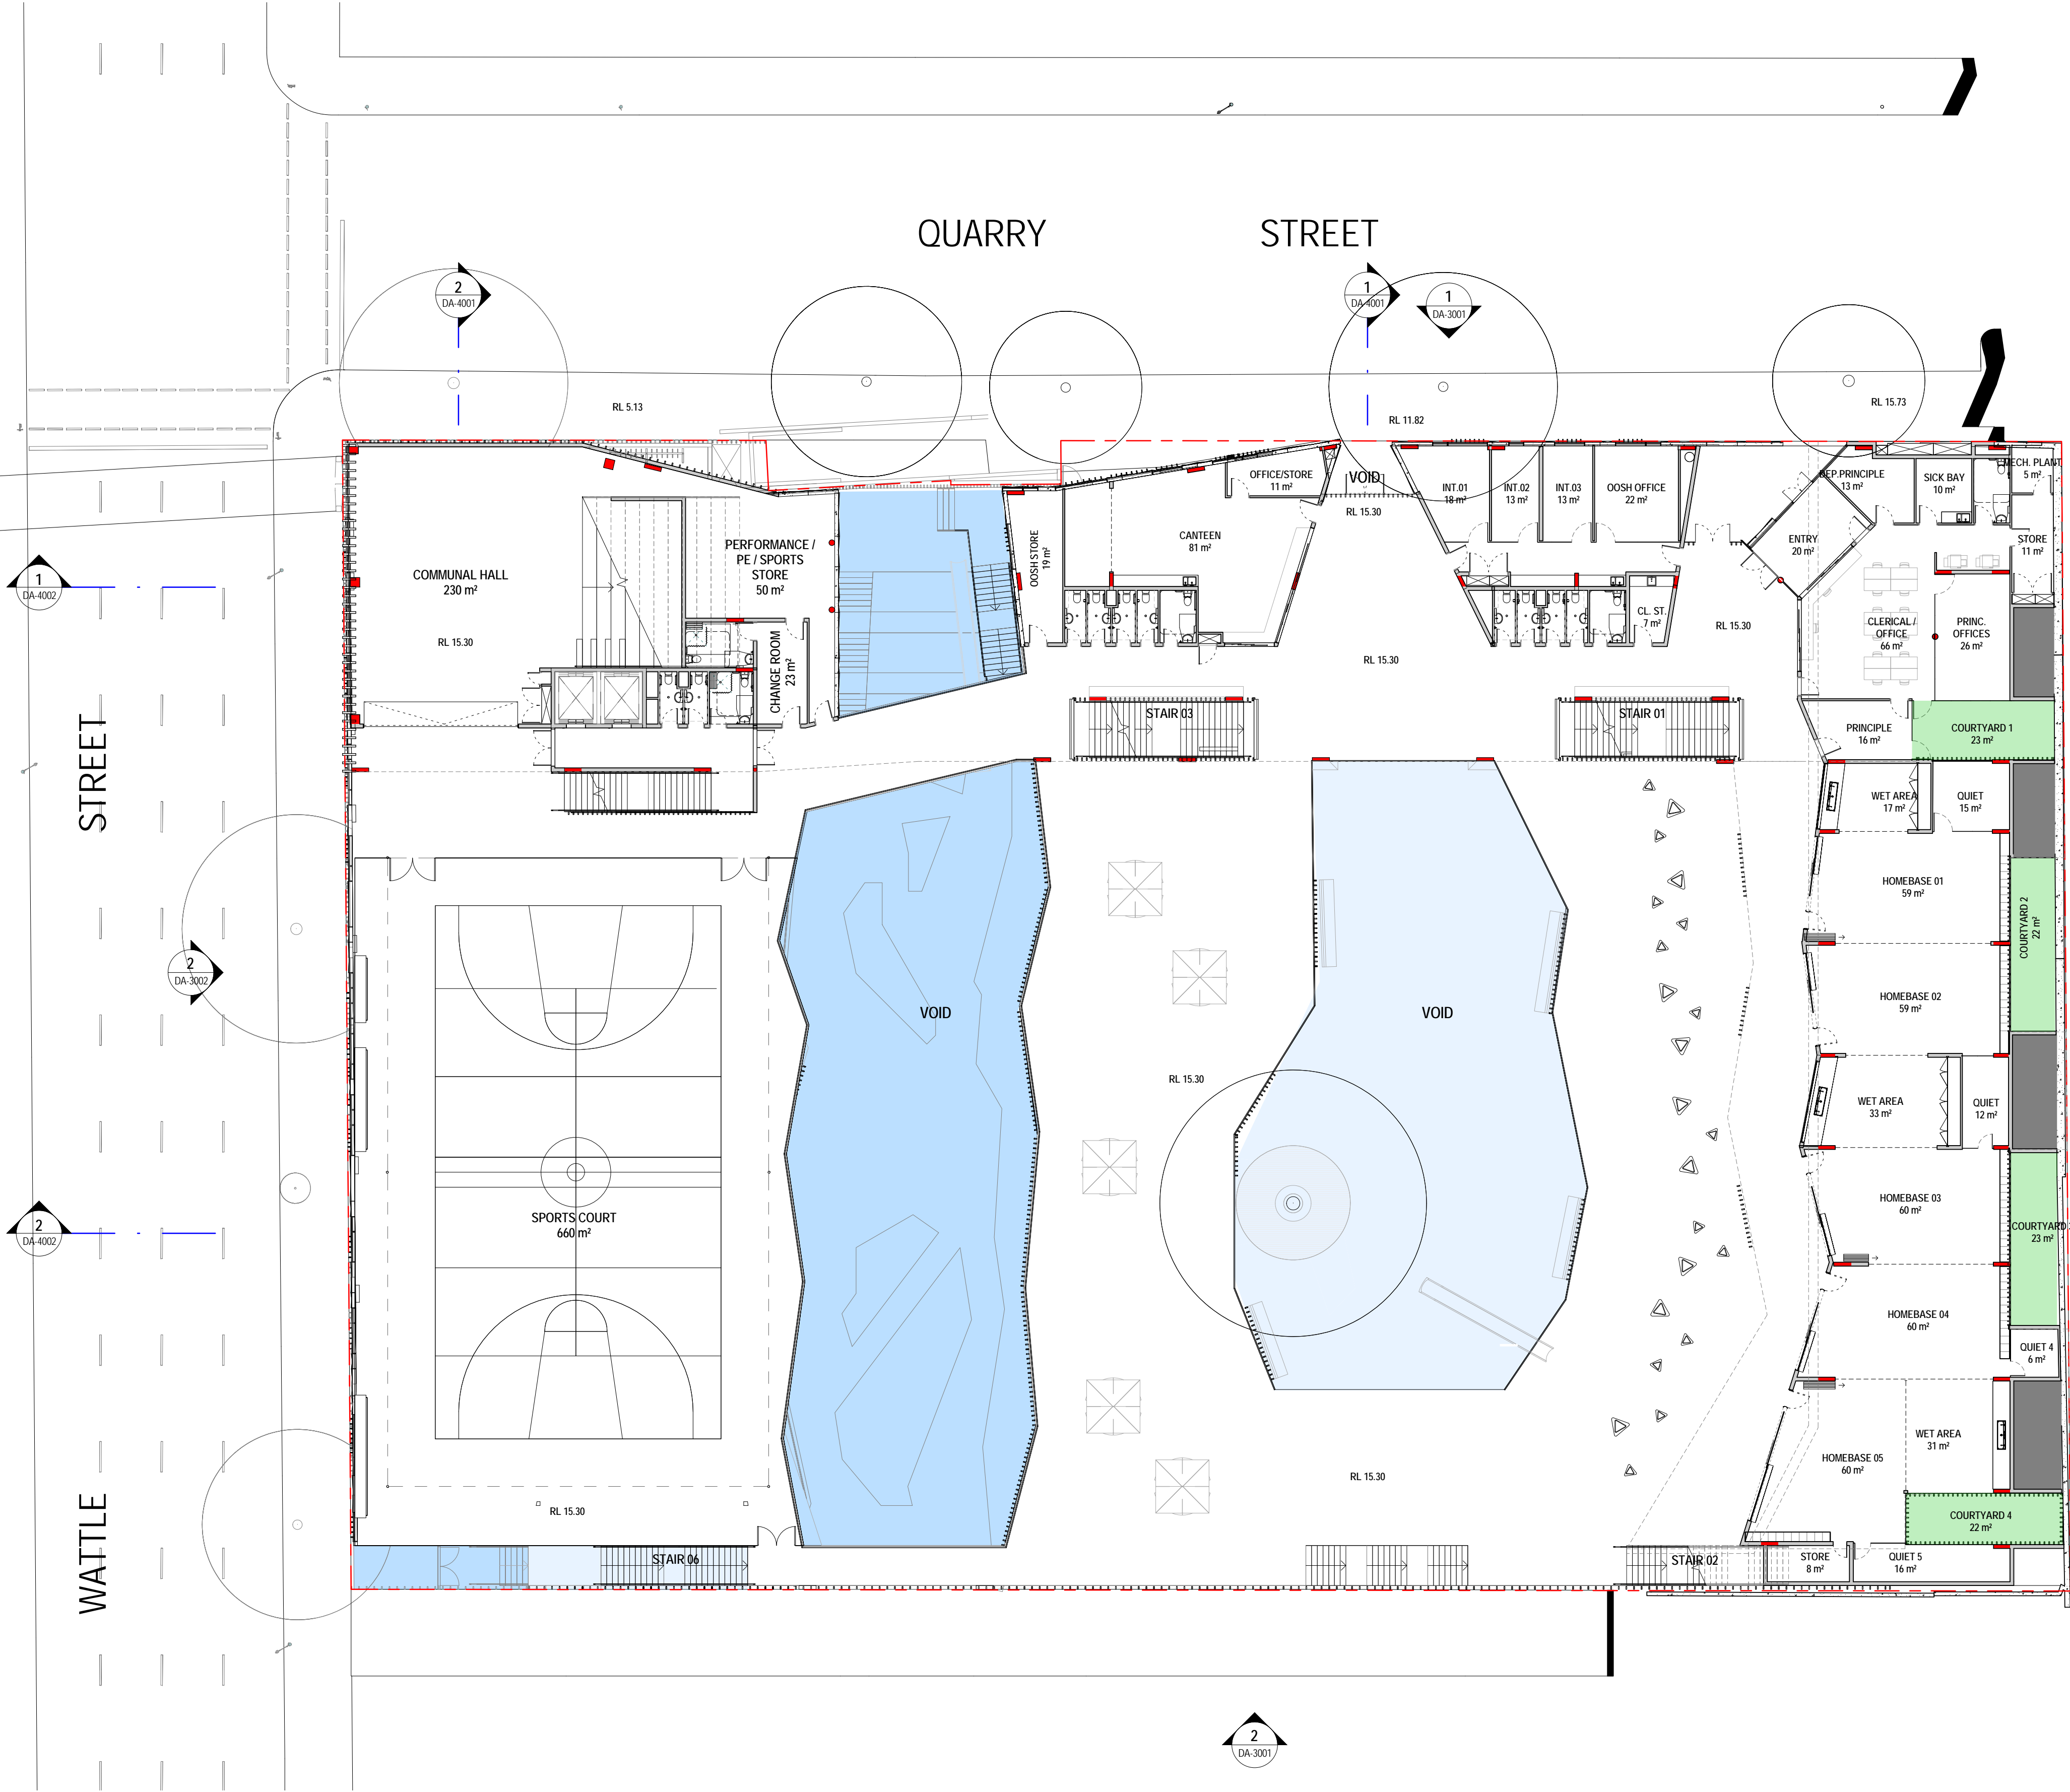 QUARRY STREET
2
DA-4001
1
DA-4001
1
DA-3001
RL 5.13
RL 11.82
RL 15.73
COMMUNAL HALL
230 m²
RL 15.30
PERFORMANCE /
PE / SPORTS
STORE
50 m²
CHANGE ROOM
23 m²
OOSH STORE
19 m²
CANTEEN
81 m²
OFFICE/STORE
11 m²
VOID
RL 15.30
INT.01
18 m²
INT.02
13 m²
INT.03
13 m²
OOSH OFFICE
22 m²
DEP.PRINCIPLE
13 m²
SICK BAY
10 m²
MECH. PLANT
5 m²
ENTRY
20 m²
STORE
11 m²
CL. ST.
7 m²
RL 15.30
RL 15.30
CLERICAL /
OFFICE
66 m²
PRINC.
OFFICES
26 m²
STAIR 03
STAIR 01
PRINCIPLE
16 m²
COURTYARD 1
23 m²
WET AREA
17 m²
QUIET
15 m²
HOMEBASE 01
59 m²
COURTYARD 2
22 m²
HOMEBASE 02
59 m²
WET AREA
33 m²
QUIET
12 m²
HOMEBASE 03
60 m²
COURTYARD
23 m²
HOMEBASE 04
60 m²
QUIET 4
6 m²
WET AREA
31 m²
HOMEBASE 05
60 m²
COURTYARD 4
22 m²
STORE
8 m²
QUIET 5
16 m²
STAIR 02
VOID
VOID
RL 15.30
RL 15.30
SPORTS COURT
660 m²
RL 15.30
STAIR 06
1
DA-4002
2
DA-3002
2
DA-4002
WATTLE STREET
2
DA-3001